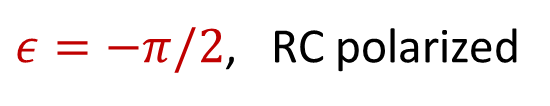 ϵ = −π/2, RC polarized